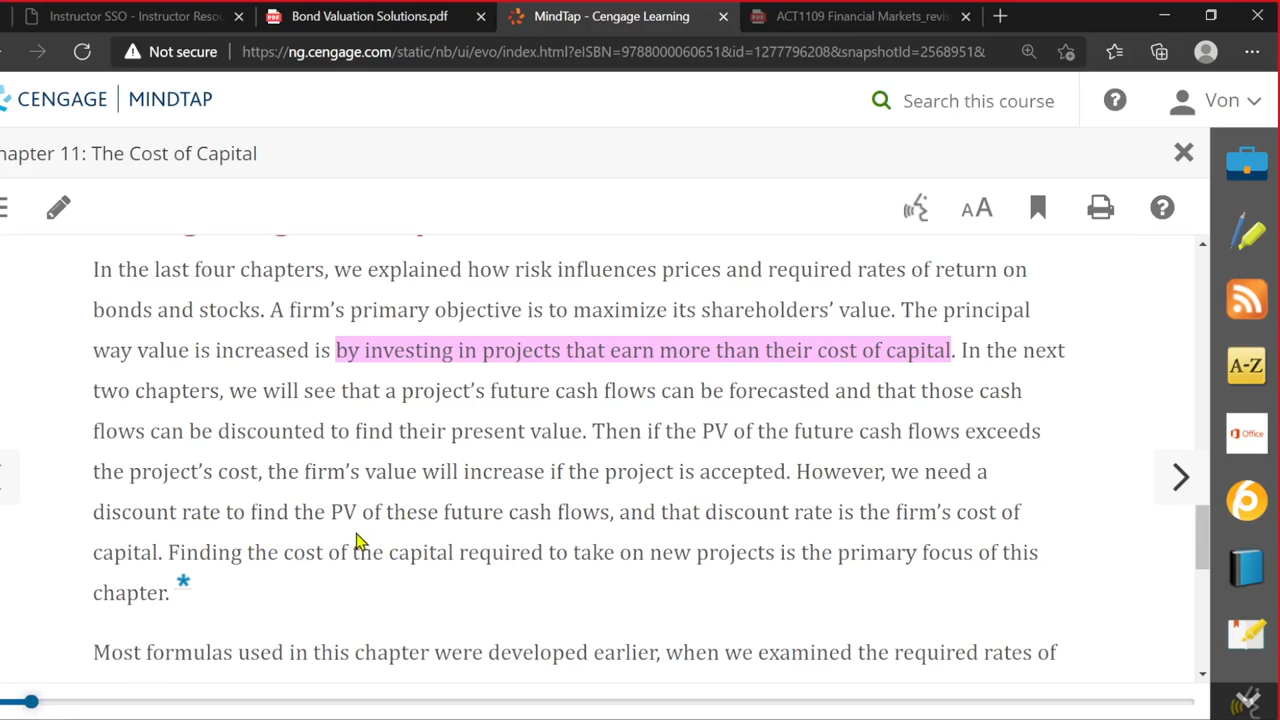 Instructor SSO - Instructor Resou
Bond Valuation Solutions.pdf
MindTap - Cengage Learning
ACT1109 Financial Markets_revis
Not secure
https://ng.cengage.com/static/nb/ui/evo/index.html?eISBN=9788000060651&id=1277796208&snapshotId=2568951&
CENGAGE | MINDTAP
Search this course
Von
hapter 11: The Cost of Capital
AA
In the last four chapters, we explained how risk influences prices and required rates of return on
bonds and stocks. A firm’s primary objective is to maximize its shareholders’ value. The principal
way value is increased is by investing in projects that earn more than their cost of capital. In the next
two chapters, we will see that a project’s future cash flows can be forecasted and that those cash
flows can be discounted to find their present value. Then if the PV of the future cash flows exceeds
the project’s cost, the firm’s value will increase if the project is accepted. However, we need a
discount rate to find the PV of these future cash flows, and that discount rate is the firm’s cost of
capital. Finding the cost of the capital required to take on new projects is the primary focus of this
chapter. *
Most formulas used in this chapter were developed earlier, when we examined the required rates of
A-Z
Office